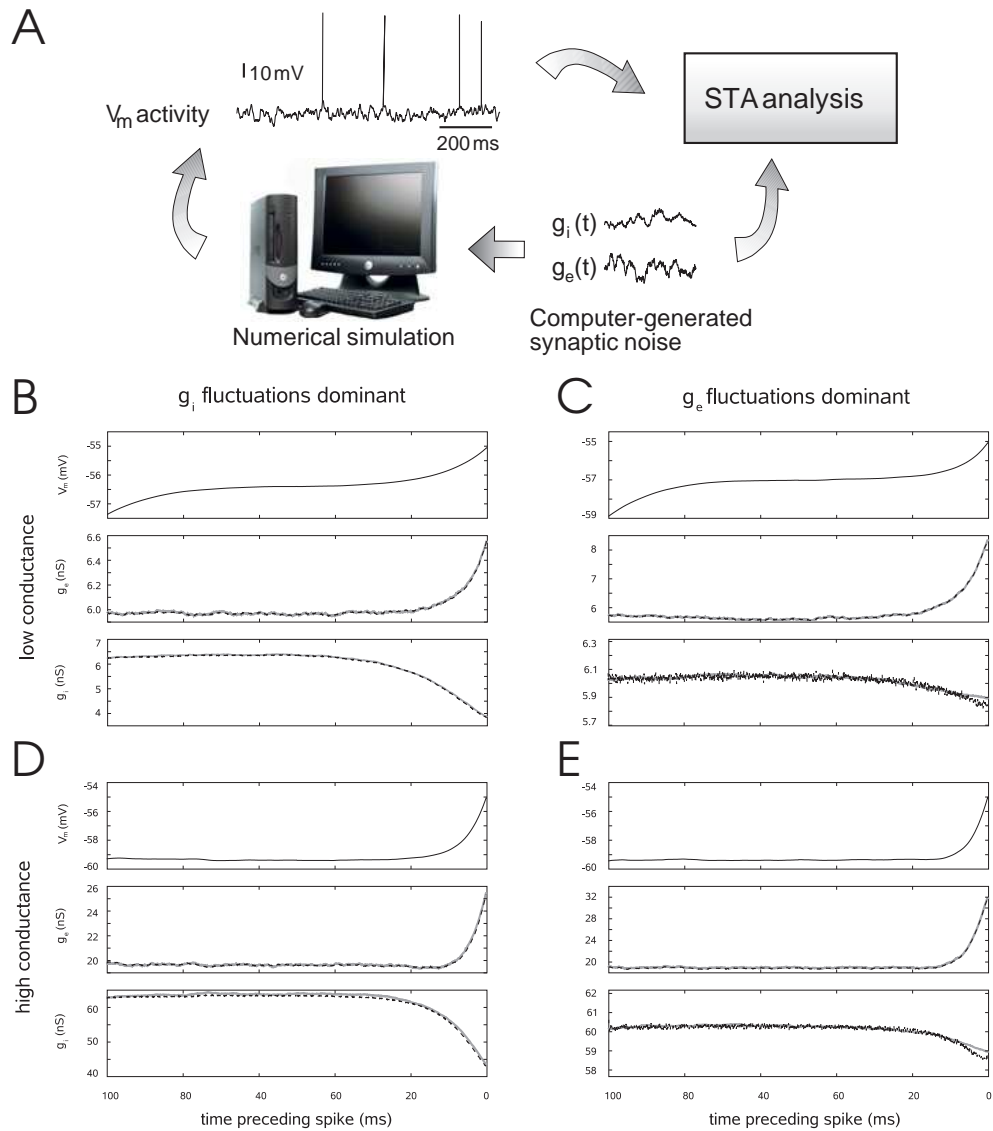 A
10 mV
Vm activity
200 ms
STA analysis
gi (t)
ge(t)
Numerical simulation
Computer-generated
synaptic noise
B
gi fluctuations dominant
C
ge fluctuations dominant
low conductance
Vm (mV)
-55
-56
-57
ge (nS)
6.6
6.4
6.2
6.0
gi (nS)
7
6
5
4
-55
-57
-59
8
7
6
6.3
6.1
5.9
5.7
D
E
high conductance
Vm (mV)
-54
-56
-58
-60
ge (nS)
26
24
22
20
gi (nS)
60
50
40
100 80 60 40 20 0
time preceding spike (ms)
-54
-56
-58
-60
32
28
24
20
62
61
60
59
58
100 80 60 40 20 0
time preceding spike (ms)